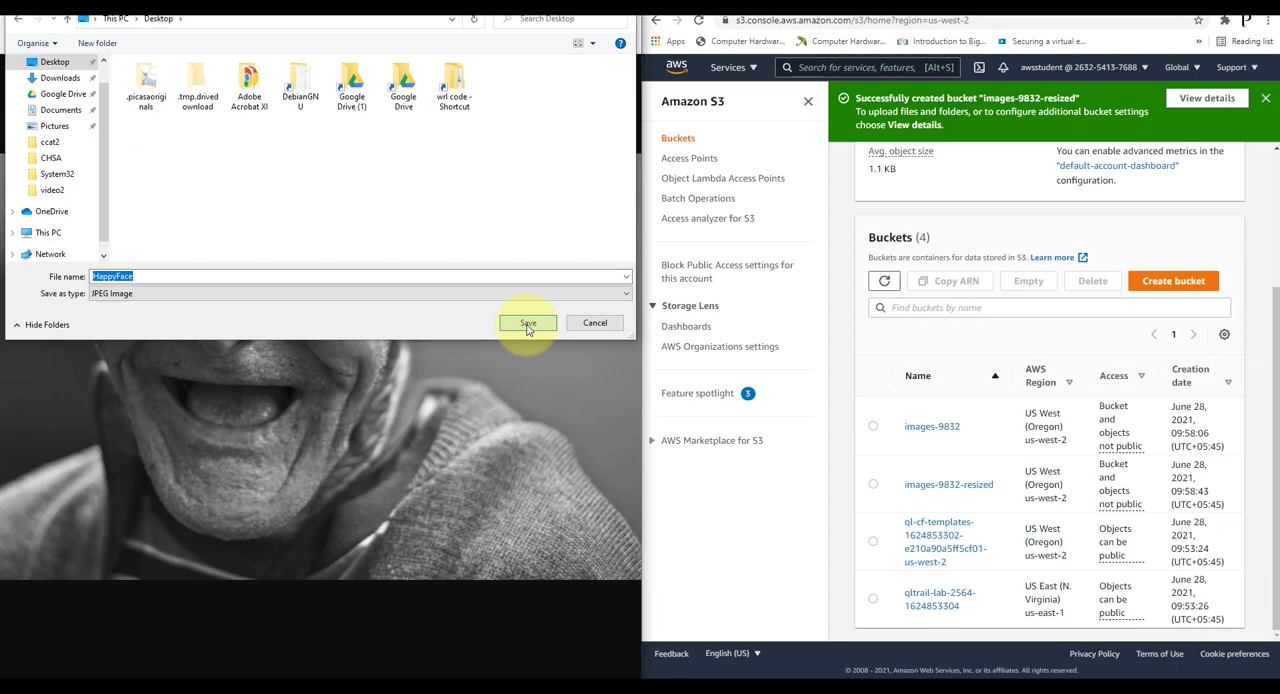 This PC > Desktop >
Search Desktop
Organise
New folder
?
Desktop
Downloads
Google Drive
Documents
Pictures
ccat2
CHSA
System32
video2
OneDrive
This PC
Network
.picasaorigi
nals
.tmp.drived
ownload
Adobe
Acrobat XI
DebianGN
U
Google
Drive (1)
Google
Drive
wrl code -
Shortcut
File name: HappyFace
Save as type: JPEG Image
Hide Folders
Save
Cancel
s3.console.aws.amazon.com/s3/home?region=us-west-2
Apps
Computer Hardwar...
Computer Hardwar...
Introduction to Big...
Securing a virtual e...
»
Reading list
aws
Services
Search for services, features, [Alt+S]
awsstudent @ 2632-5413-7688
Global
Support
Amazon S3
Buckets
Access Points
Object Lambda Access Points
Batch Operations
Access analyzer for S3
Block Public Access settings for
this account
Storage Lens
Dashboards
AWS Organizations settings
Feature spotlight 3
AWS Marketplace for S3
Successfully created bucket "images-9832-resized"
To upload files and folders, or to configure additional bucket settings
choose View details.
View details
Avg. object size
1.1 KB
You can enable advanced metrics in the
"default-account-dashboard"
configuration.
Buckets (4)
Buckets are containers for data stored in S3. Learn more
Copy ARN
Empty
Delete
Create bucket
Find buckets by name
1
Name
AWS
Region
Access
Creation
date
images-9832
US West
(Oregon)
us-west-2
Bucket
and
objects
not public
June 28,
2021,
09:58:06
(UTC+05:45)
images-9832-resized
US West
(Oregon)
us-west-2
Bucket
and
objects
not public
June 28,
2021,
09:58:43
(UTC+05:45)
ql-cf-templates-
1624853302-
e210a90a5ff5cf01-
us-west-2
US West
(Oregon)
us-west-2
Objects
can be
public
June 28,
2021,
09:53:24
(UTC+05:45)
qltrail-lab-2564-
1624853304
US East (N.
Virginia)
us-east-1
Objects
can be
public
June 28,
2021,
09:53:26
(UTC+05:45)
Feedback
English (US)
Privacy Policy
Terms of Use
Cookie preferences
© 2008 - 2021, Amazon Web Services, Inc. or its affiliates. All rights reserved.